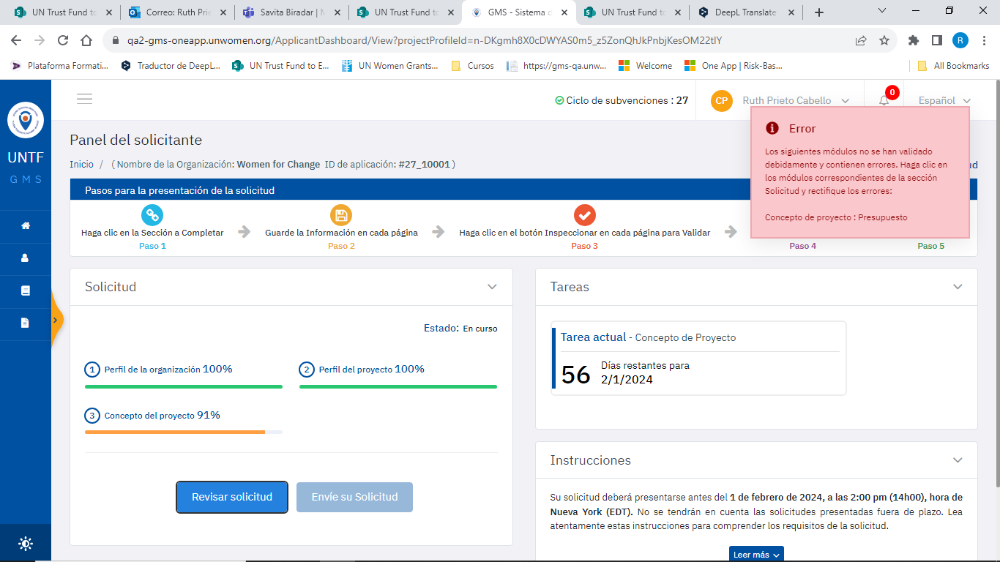 UN Trust Fund to
Correo: Ruth Prie
Savita Biradar | M
UN Trust Fund to
GMS - Sistema d
UN Trust Fund to
DeepL Translate
qa2-gms-oneapp.unwomen.org/ApplicantDashboard/View?projectProfileId=n-DKgmh8X0cDWYAS0m5_z5ZonQhJkPnbjKesOM22tlY
R
Plataforma Formati...
Traductor de DeepL...
UN Trust Fund to E...
UN Women Grants...
Cursos
https://gms-qa.unw...
Welcome
One App | Risk-Bas...
All Bookmarks
UNTF
GMS
Ciclo de subvenciones : 27
CP
Ruth Prieto Cabello
0
Español
Panel del solicitante
Inicio / ( Nombre de la Organización: Women for Change ID de aplicación: #27_10001 )
Error
Los siguientes módulos no se han validado
debidamente y contienen errores. Haga clic en
los módulos correspondientes de la sección
Solicitud y rectifique los errores:
Concepto de proyecto : Presupuesto
Pasos para la presentación de la solicitud
Haga clic en la Sección a Completar
Paso 1
Guarde la Información en cada página
Paso 2
Haga clic en el botón Inspeccionar en cada página para Validar
Paso 3
Paso 4
Paso 5
Solicitud
Estado: En curso
1 Perfil de la organización 100%
2 Perfil del proyecto 100%
3 Concepto del proyecto 91%
Revisar solicitud
Envíe su Solicitud
Tareas
Tarea actual - Concepto de Proyecto
56
Días restantes para
2/1/2024
Instrucciones
Su solicitud deberá presentarse antes del 1 de febrero de 2024, a las 2:00 pm (14h00), hora de
Nueva York (EDT). No se tendrán en cuenta las solicitudes presentadas fuera de plazo. Lea
atentamente estas instrucciones para comprender los requisitos de la solicitud.
Leer más